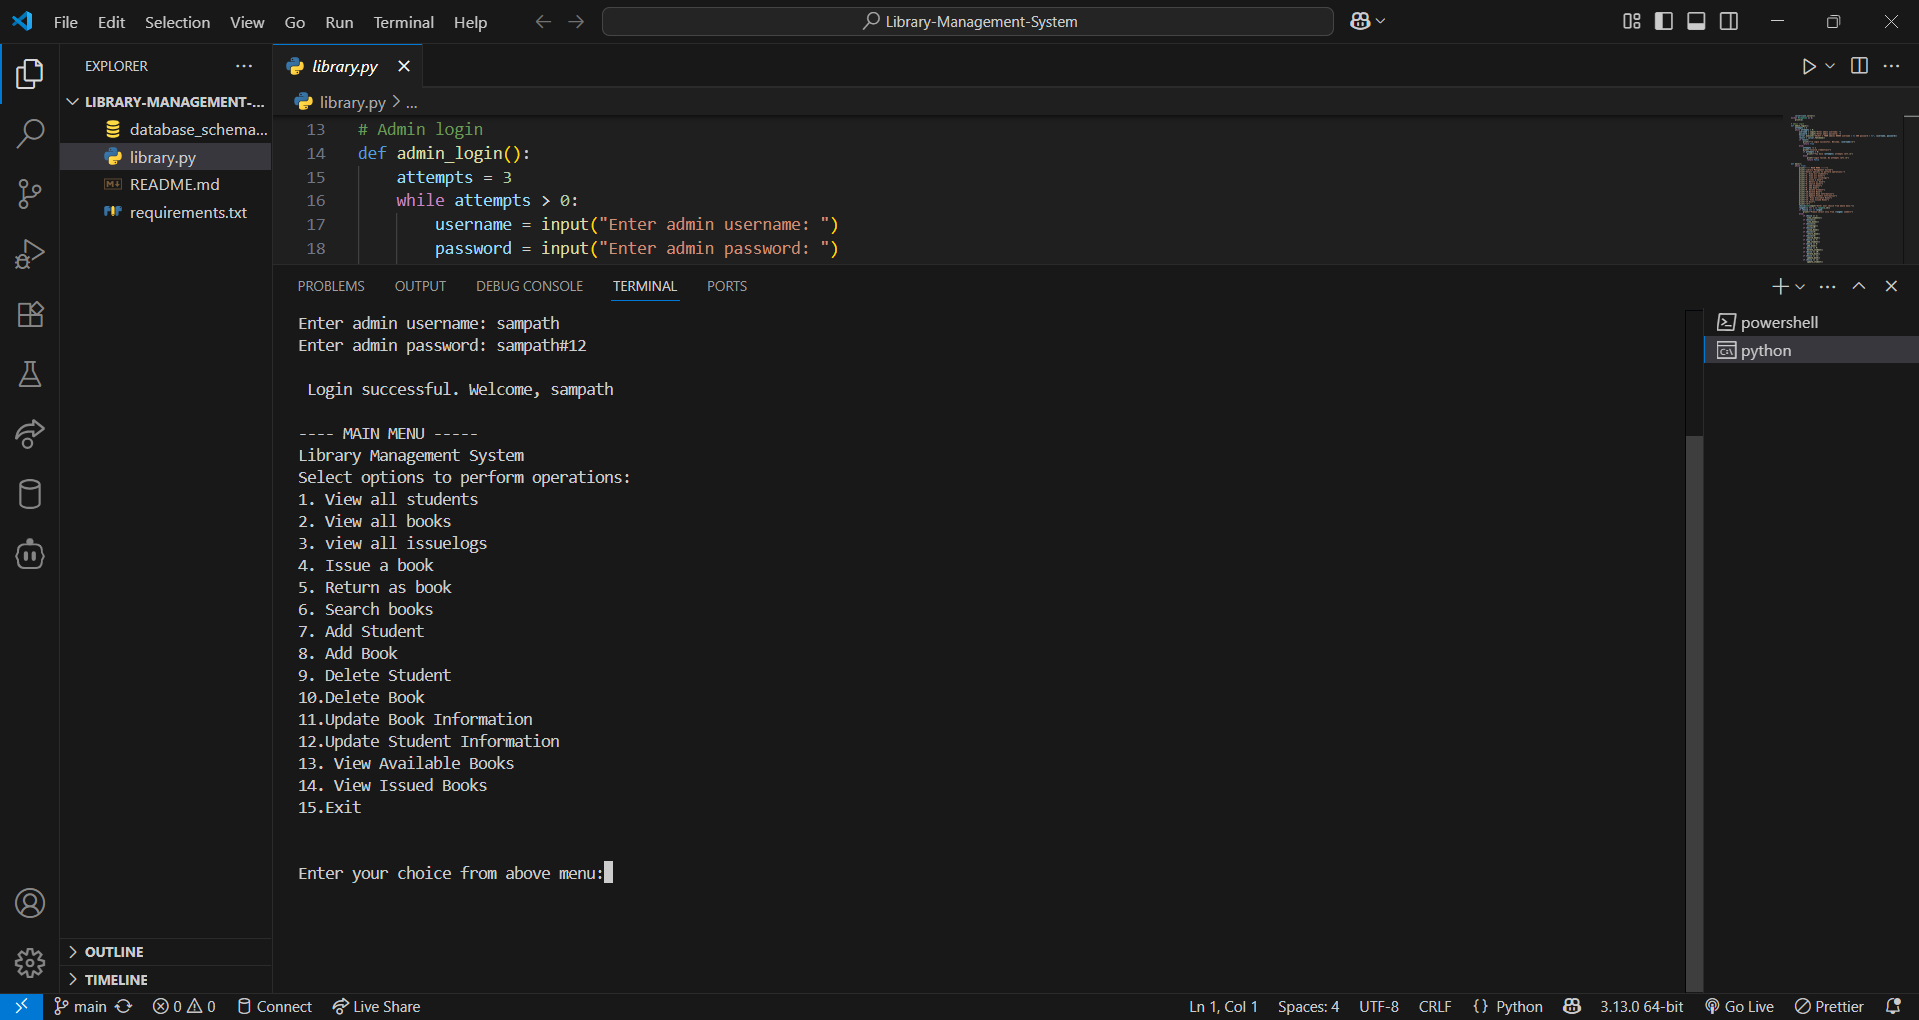 File Edit Selection View Go Run Terminal Help
Library-Management-System
EXPLORER
LIBRARY-MANAGEMENT-...
database_schema...
library.py
README.md
requirements.txt
OUTLINE
TIMELINE
library.py
library.py > ...
13 # Admin login
14 def admin_login():
15 attempts = 3
16 while attempts > 0:
17 username = input("Enter admin username: ")
18 password = input("Enter admin password: ")
PROBLEMS OUTPUT DEBUG CONSOLE TERMINAL PORTS
Enter admin username: sampath
Enter admin password: sampath#12
Login successful. Welcome, sampath
---- MAIN MENU -----
Library Management System
Select options to perform operations:
1. View all students
2. View all books
3. view all issuelogs
4. Issue a book
5. Return as book
6. Search books
7. Add Student
8. Add Book
9. Delete Student
10.Delete Book
11.Update Book Information
12.Update Student Information
13. View Available Books
14. View Issued Books
15.Exit
Enter your choice from above menu:
powershell
python
main 0 0 Connect Live Share Ln 1, Col 1 Spaces: 4 UTF-8 CRLF {} Python 3.13.0 64-bit Go Live Prettier